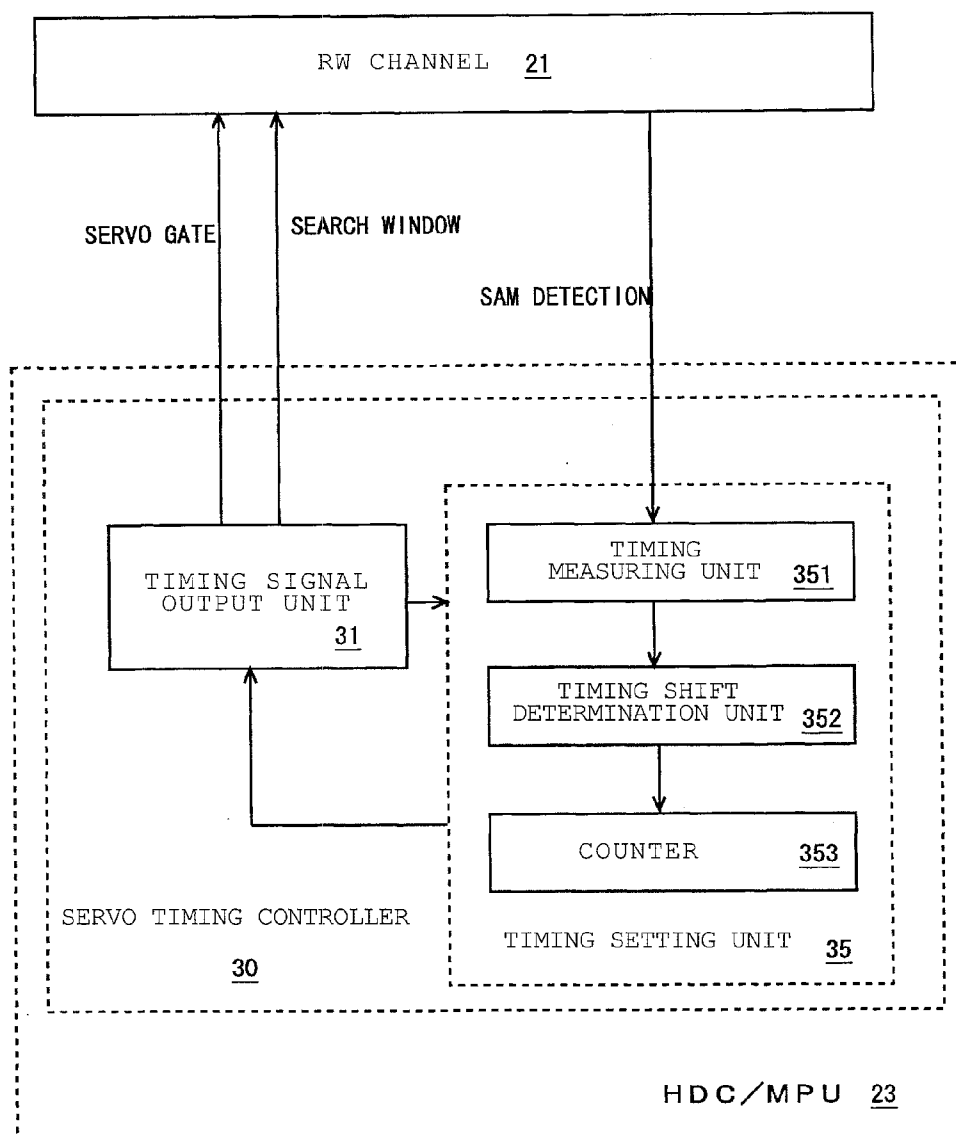 RW CHANNEL 21
SERVO GATE
SEARCH WINDOW
SAM DETECTION
TIMING SIGNAL
OUTPUT UNIT
31
TIMING
MEASURING UNIT 351
TIMING SHIFT
DETERMINATION UNIT 352
COUNTER 353
SERVO TIMING CONTROLLER
30
TIMING SETTING UNIT 35
HDC/MPU 23